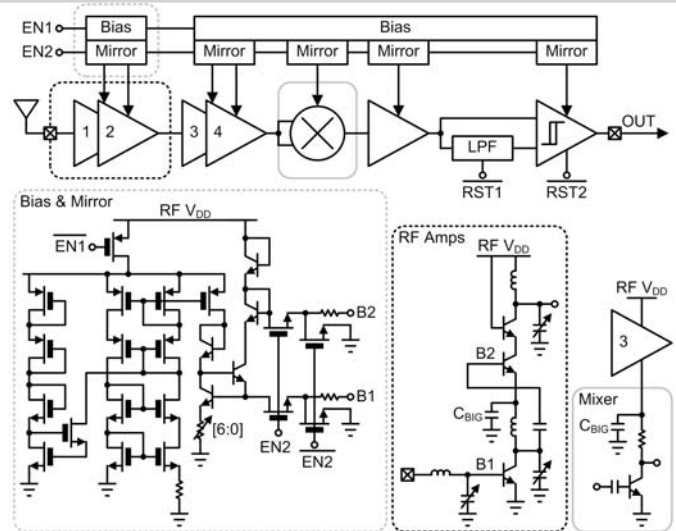 EN1 Bias Bias
EN2 Mirror Mirror Mirror Mirror Mirror
1 2 3 4 OUT
LPF
RST1 RST2
Bias & Mirror
RF VDD
EN1
B2
B1
[6:0]
EN2
EN2
RF Amps
RF VDD
B2
CBIG
B1
RF VDD
3
Mixer
CBIG